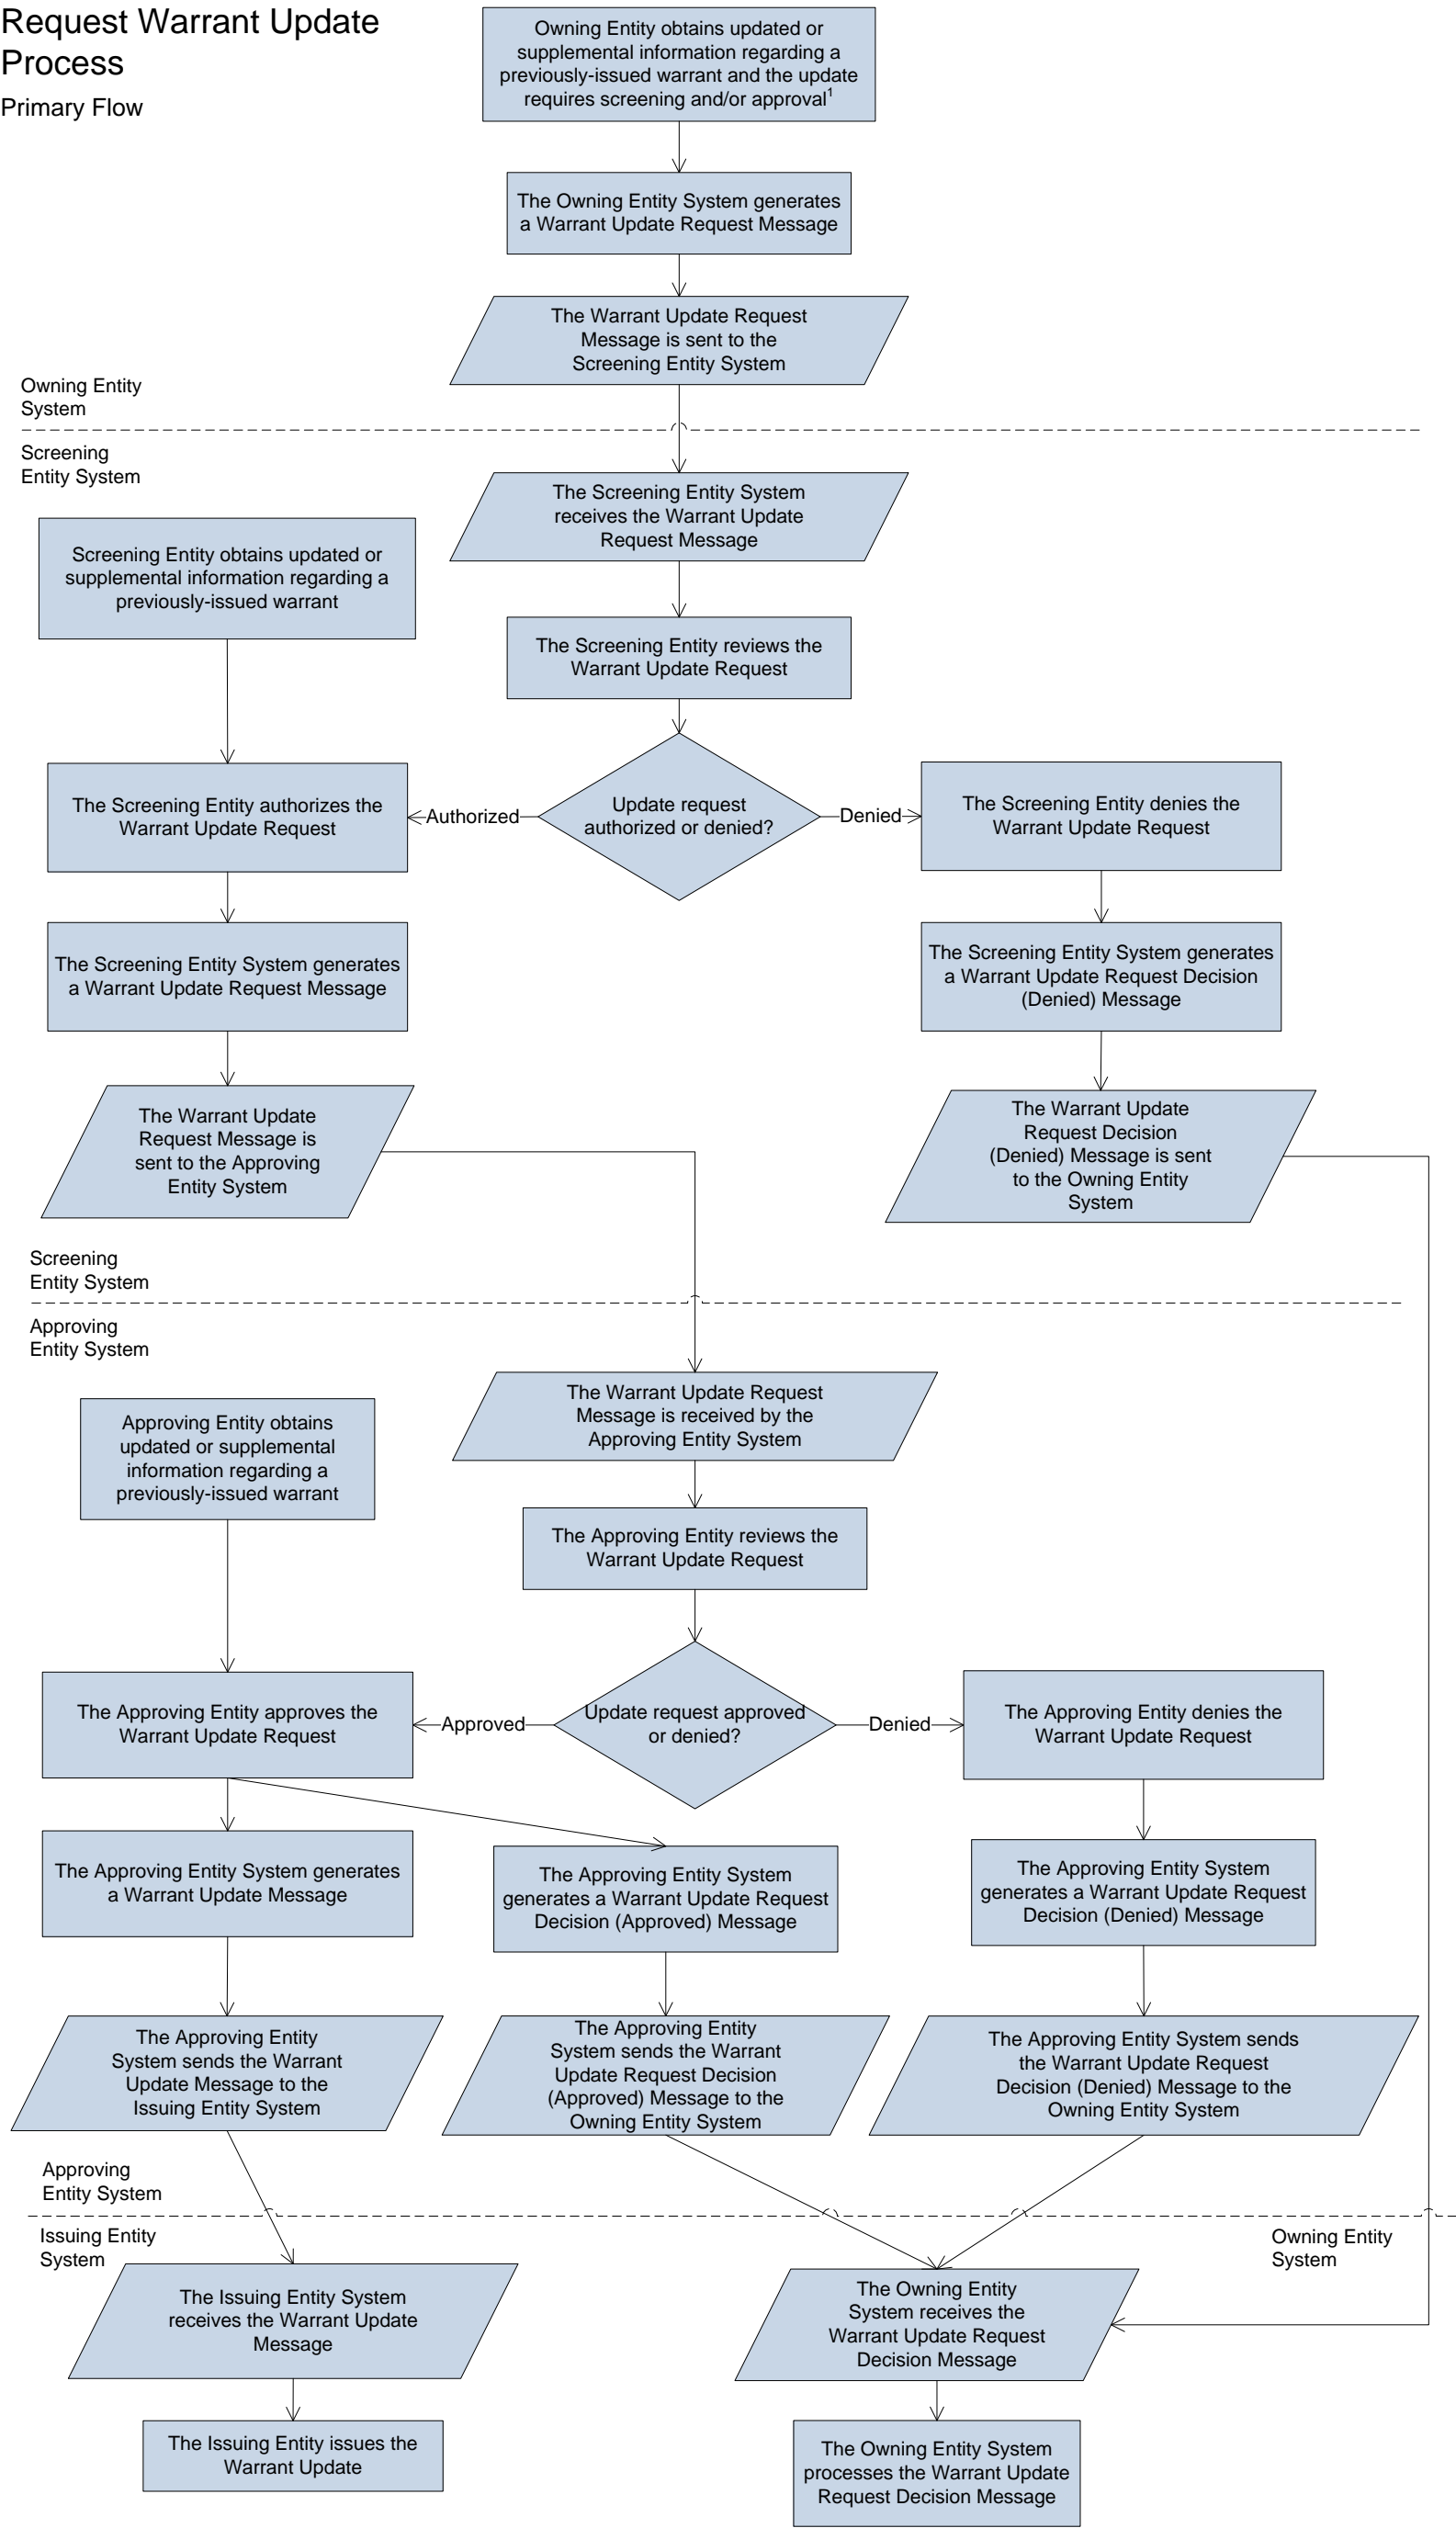 Request Warrant Update
Process
Primary Flow
Owning Entity obtains updated or
supplemental information regarding a
previously-issued warrant and the update
requires screening and/or approval1
The Owning Entity System generates
a Warrant Update Request Message
The Warrant Update Request
Message is sent to the
Screening Entity System
Owning Entity
System
Screening
Entity System
The Screening Entity System
receives the Warrant Update
Request Message
Screening Entity obtains updated or
supplemental information regarding a
previously-issued warrant
The Screening Entity reviews the
Warrant Update Request
The Screening Entity authorizes the
Warrant Update Request
Authorized
Update request
authorized or denied?
Denied
The Screening Entity denies the
Warrant Update Request
The Screening Entity System generates
a Warrant Update Request Message
The Screening Entity System generates
a Warrant Update Request Decision
(Denied) Message
The Warrant Update
Request Message is
sent to the Approving
Entity System
The Warrant Update
Request Decision
(Denied) Message is sent
to the Owning Entity
System
Screening
Entity System
Approving
Entity System
The Warrant Update Request
Message is received by the
Approving Entity System
Approving Entity obtains
updated or supplemental
information regarding a
previously-issued warrant
The Approving Entity reviews the
Warrant Update Request
The Approving Entity approves the
Warrant Update Request
Approved
Update request approved
or denied?
Denied
The Approving Entity denies the
Warrant Update Request
The Approving Entity System generates
a Warrant Update Message
The Approving Entity System
generates a Warrant Update Request
Decision (Approved) Message
The Approving Entity System
generates a Warrant Update Request
Decision (Denied) Message
The Approving Entity
System sends the Warrant
Update Message to the
Issuing Entity System
The Approving Entity
System sends the Warrant
Update Request Decision
(Approved) Message to the
Owning Entity System
The Approving Entity System sends
the Warrant Update Request
Decision (Denied) Message to the
Owning Entity System
Approving
Entity System
Issuing Entity
System
Owning Entity
System
The Issuing Entity System
receives the Warrant Update
Message
The Owning Entity
System receives the
Warrant Update Request
Decision Message
The Issuing Entity issues the
Warrant Update
The Owning Entity System
processes the Warrant Update
Request Decision Message